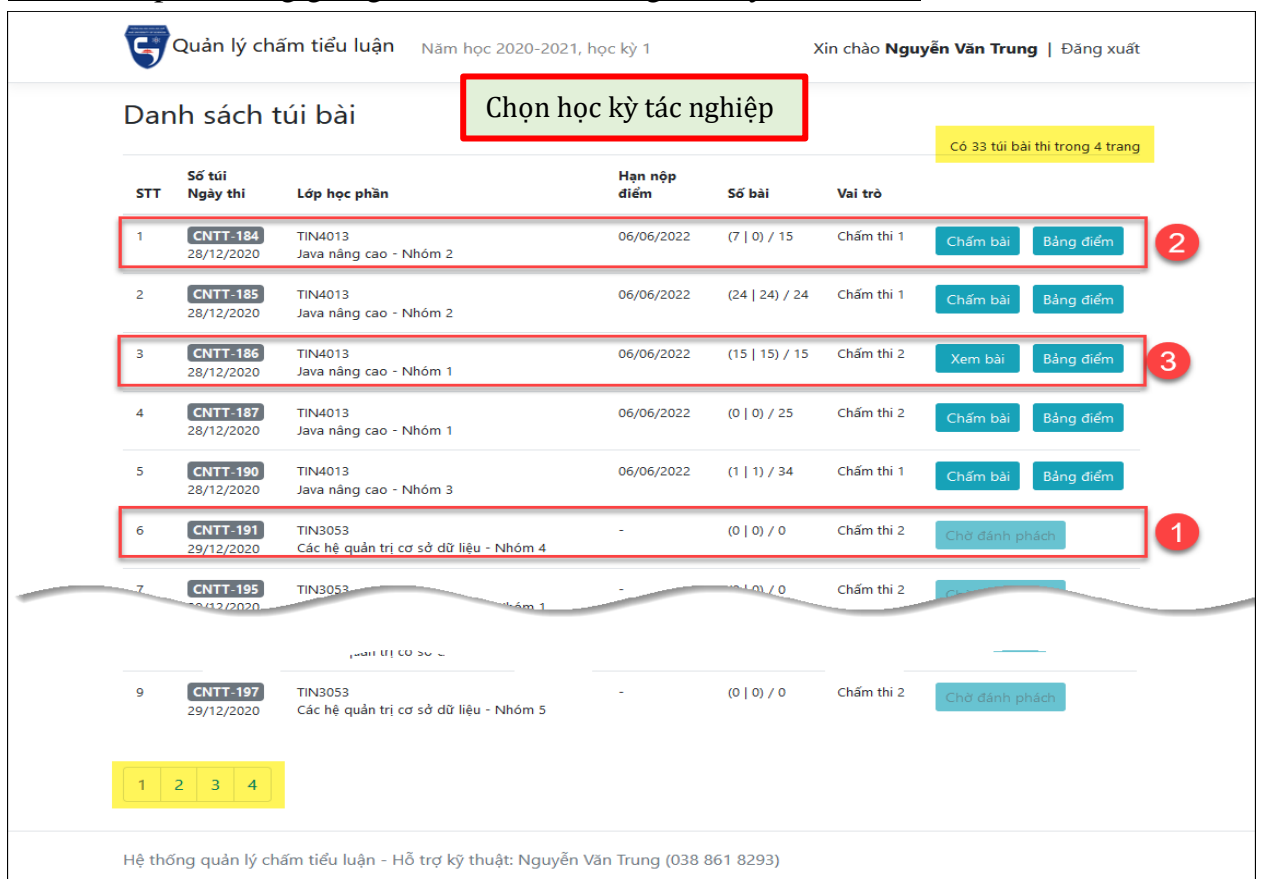 Quản lý chấm tiểu luận Năm học 2020-2021, học kỳ 1 Xin chào Nguyễn Văn Trung | Đăng xuất
Danh sách túi bài
Chọn học kỳ tác nghiệp
Có 33 túi bài thi trong 4 trang
STT Số túi Ngày thi Lớp học phần Hạn nộp điểm Số bài Vai trò
1 CNTT-184 TIN4013 06/06/2022 (7 | 0) / 15 Chấm thi 1 Chấm bài Bảng điểm 2
28/12/2020 Java nâng cao - Nhóm 2
2 CNTT-185 TIN4013 06/06/2022 (24 | 24) / 24 Chấm thi 1 Chấm bài Bảng điểm
28/12/2020 Java nâng cao - Nhóm 2
3 CNTT-186 TIN4013 06/06/2022 (15 | 15) / 15 Chấm thi 2 Xem bài Bảng điểm 3
28/12/2020 Java nâng cao - Nhóm 1
4 CNTT-187 TIN4013 06/06/2022 (0 | 0) / 25 Chấm thi 2 Chấm bài Bảng điểm
28/12/2020 Java nâng cao - Nhóm 1
5 CNTT-190 TIN4013 06/06/2022 (1 | 1) / 34 Chấm thi 1 Chấm bài Bảng điểm
28/12/2020 Java nâng cao - Nhóm 3
6 CNTT-191 TIN3053 - (0 | 0) / 0 Chấm thi 2 Chờ đánh phách 1
29/12/2020 Các hệ quản trị cơ sở dữ liệu - Nhóm 4
7 CNTT-195 TIN3053 - / 0 Chấm thi 2
9 CNTT-197 TIN3053 - (0 | 0) / 0 Chấm thi 2 Chờ đánh phách
29/12/2020 Các hệ quản trị cơ sở dữ liệu - Nhóm 5
1 2 3 4
Hệ thống quản lý chấm tiểu luận - Hỗ trợ kỹ thuật: Nguyễn Văn Trung (038 861 8293)